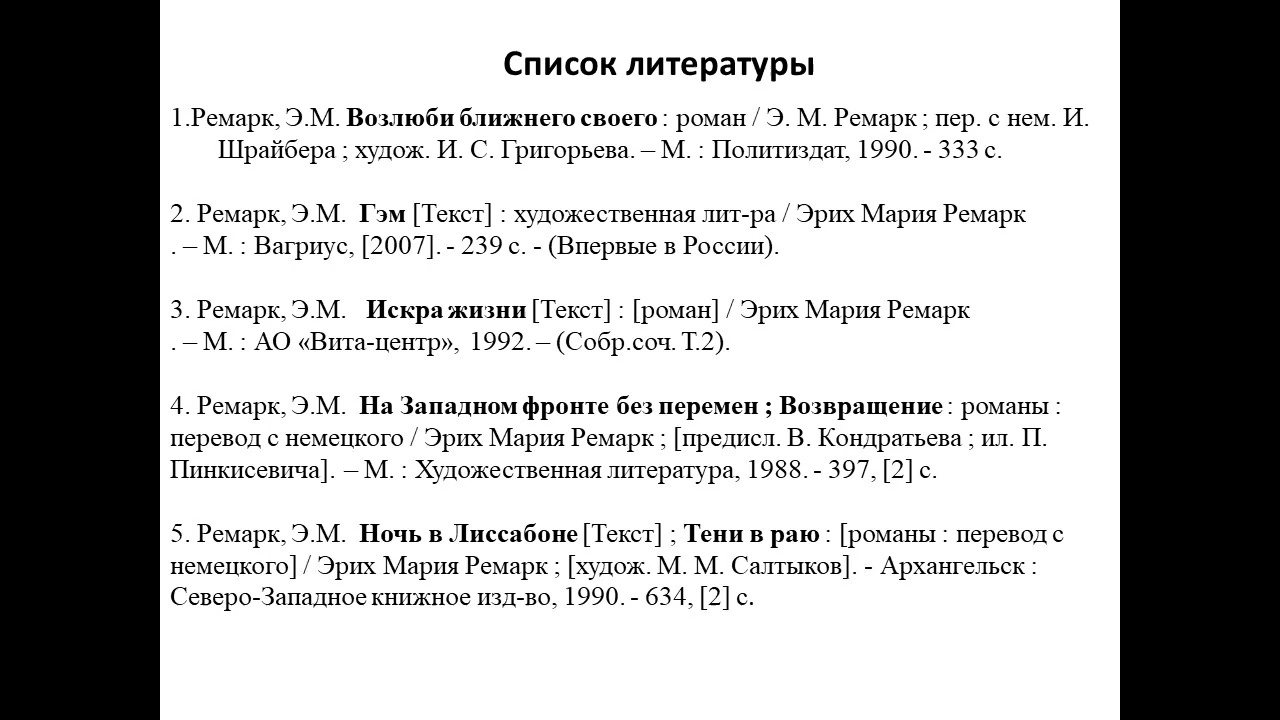 Список литературы
1.Ремарк, Э.М. Возлюби ближнего своего : роман / Э. М. Ремарк ; пер. с нем. И.
Шрайбера ; худож. И. С. Григорьева. – М. : Политиздат, 1990. - 333 с.
2. Ремарк, Э.М. Гэм [Текст] : художественная лит-ра / Эрих Мария Ремарк
. – М. : Вагриус, [2007]. - 239 с. - (Впервые в России).
3. Ремарк, Э.М. Искра жизни [Текст] : [роман] / Эрих Мария Ремарк
. – М. : АО «Вита-центр», 1992. – (Собр.соч. Т.2).
4. Ремарк, Э.М. На Западном фронте без перемен ; Возвращение : романы :
перевод с немецкого / Эрих Мария Ремарк ; [предисл. В. Кондратьева ; ил. П.
Пинкисевича]. – М. : Художественная литература, 1988. - 397, [2] с.
5. Ремарк, Э.М. Ночь в Лиссабоне [Текст] ; Тени в раю : [романы : перевод с
немецкого] / Эрих Мария Ремарк ; [худож. М. М. Салтыков]. - Архангельск :
Северо-Западное книжное изд-во, 1990. - 634, [2] с.